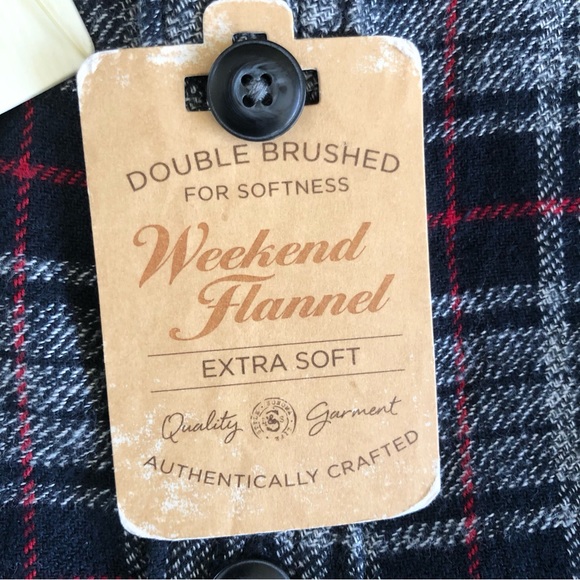 DOUBLE BRUSHED
FOR SOFTNESS
Weekend
Flannel
EXTRA SOFT
Quality Garment
AUTHENTICALLY CRAFTED